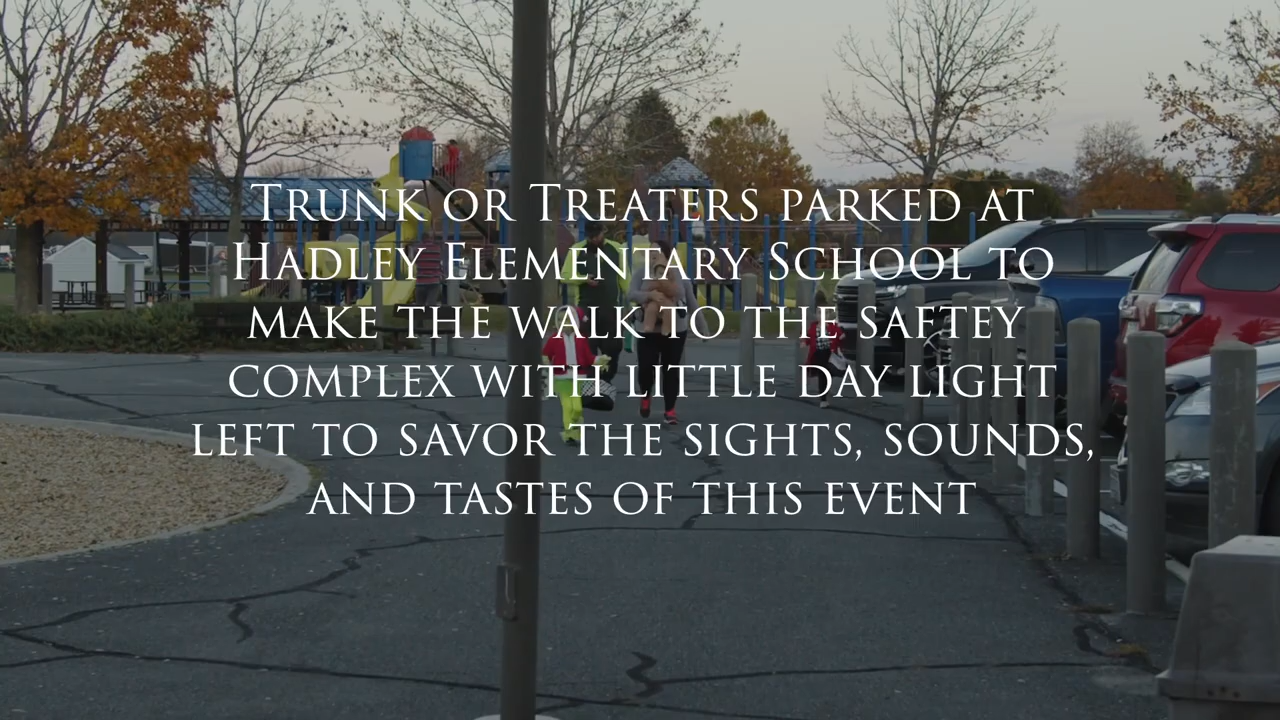 Trunk or Treaters parked at
Hadley Elementary School to
make the walk to the saftey
complex with little day light
left to savor the sights, sounds,
and tastes of this event